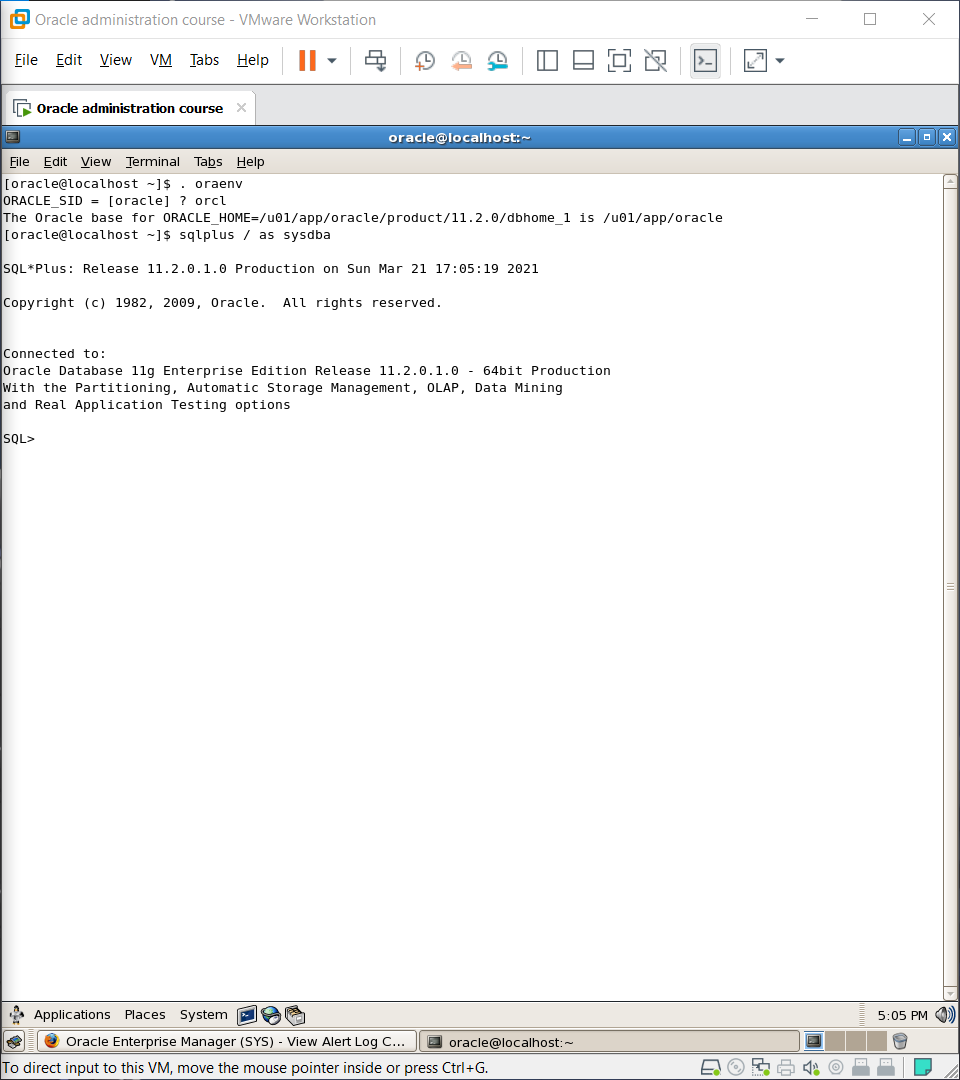 Oracle administration course - VMware Workstation
File Edit View VM Tabs Help
Oracle administration course
oracle@localhost:~
File Edit View Terminal Tabs Help
[oracle@localhost ~]$ . oraenv
ORACLE_SID = [oracle] ? orcl
The Oracle base for ORACLE_HOME=/u01/app/oracle/product/11.2.0/dbhome_1 is /u01/app/oracle
[oracle@localhost ~]$ sqlplus / as sysdba
SQL*Plus: Release 11.2.0.1.0 Production on Sun Mar 21 17:05:19 2021
Copyright (c) 1982, 2009, Oracle.  All rights reserved.
Connected to:
Oracle Database 11g Enterprise Edition Release 11.2.0.1.0 - 64bit Production
With the Partitioning, Automatic Storage Management, OLAP, Data Mining
and Real Application Testing options
SQL>
Applications Places System 5:05 PM
Oracle Enterprise Manager (SYS) - View Alert Log C... oracle@localhost:~
To direct input to this VM, move the mouse pointer inside or press Ctrl+G.